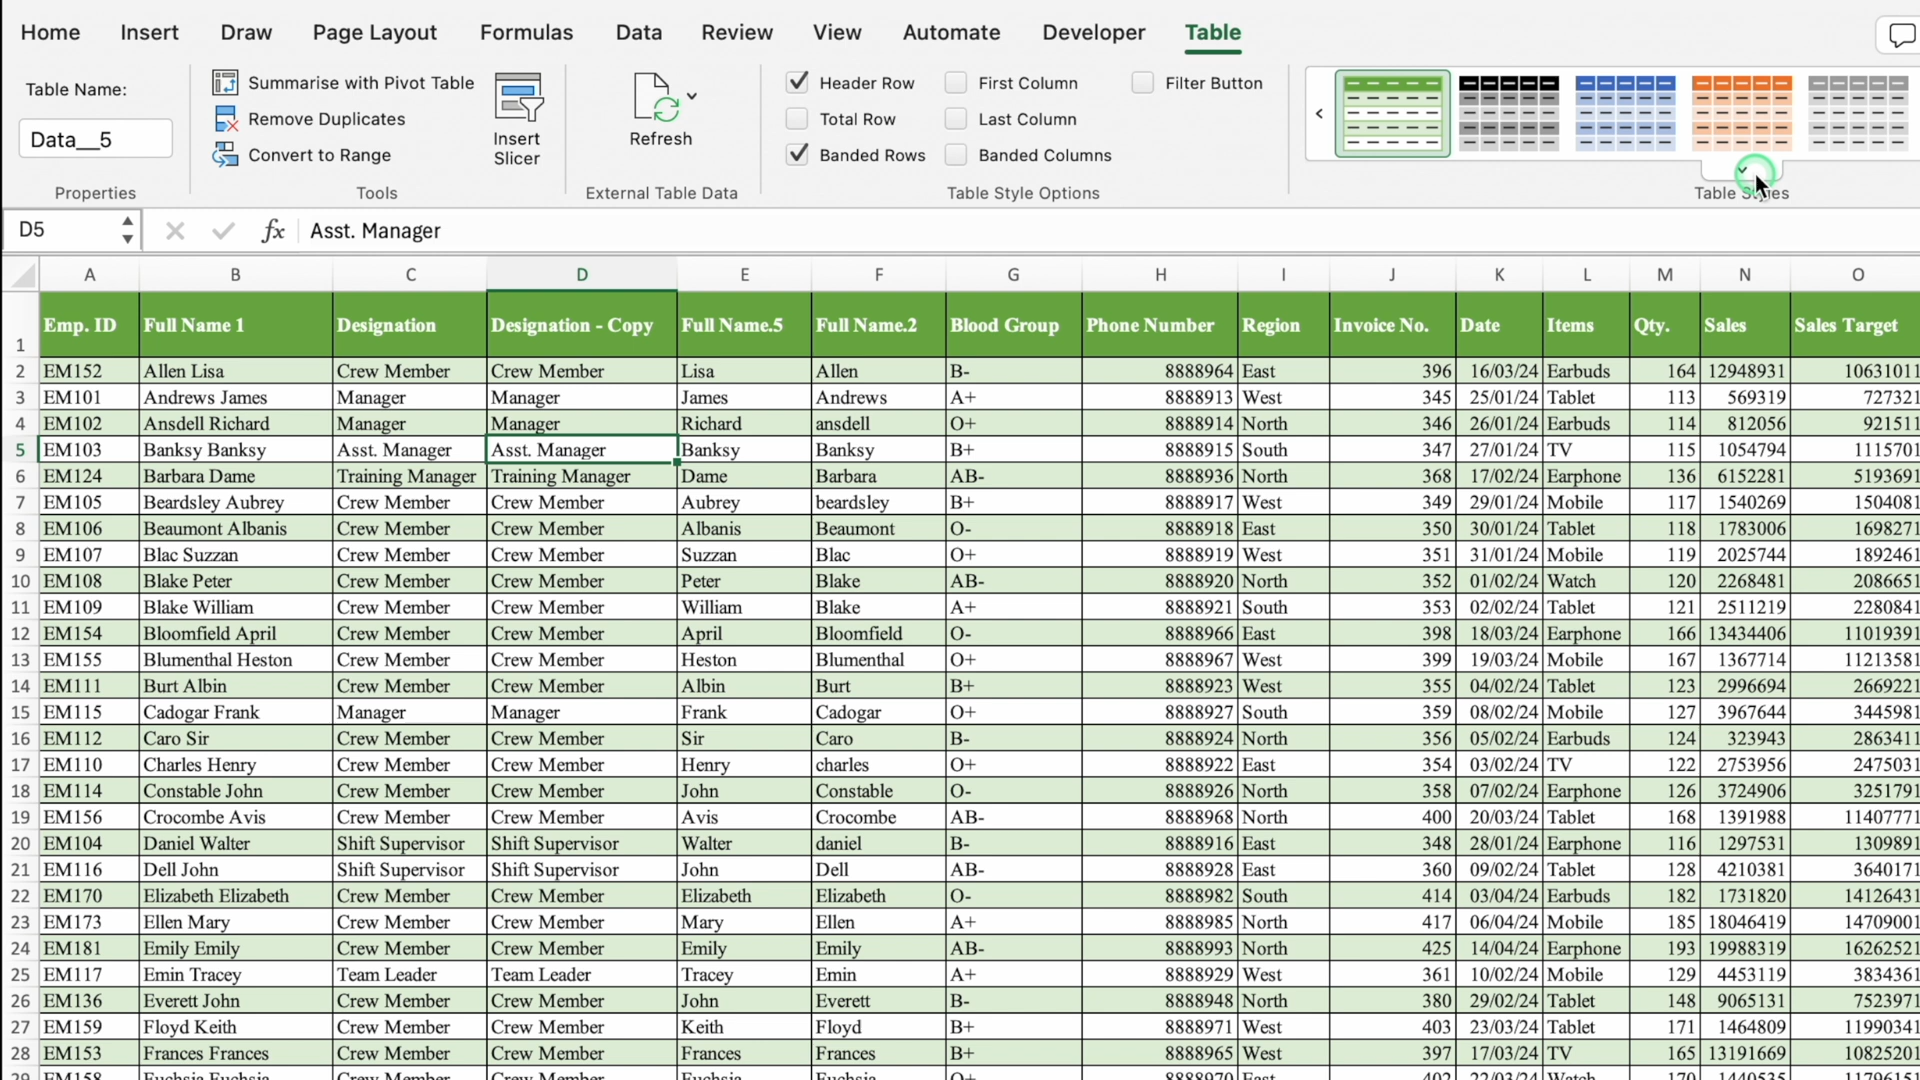 Home Insert Draw Page Layout Formulas Data Review View Automate Developer Table
Table Name:
Data__5
Properties
Summarise with Pivot Table
Remove Duplicates
Convert to Range
Insert Slicer
Tools
Refresh
External Table Data
Header Row First Column Filter Button
Total Row Last Column
Banded Rows Banded Columns
Table Style Options
Table Styles
D5 fx Asst. Manager
A B C D E F G H I J K L M N O
1 Emp. ID Full Name 1 Designation Designation - Copy Full Name.5 Full Name.2 Blood Group Phone Number Region Invoice No. Date Items Qty. Sales Sales Target
2 EM152 Allen Lisa Crew Member Crew Member Lisa Allen B- 8888964 East 396 16/03/24 Earbuds 164 12948931 10631011
3 EM101 Andrews James Manager Manager James Andrews A+ 8888913 West 345 25/01/24 Tablet 113 569319 727321
4 EM102 Ansdell Richard Manager Manager Richard ansdell O+ 8888914 North 346 26/01/24 Earbuds 114 812056 921511
5 EM103 Banksy Banksy Asst. Manager Asst. Manager Banksy Banksy B+ 8888915 South 347 27/01/24 TV 115 1054794 1115701
6 EM124 Barbara Dame Training Manager Training Manager Dame Barbara AB- 8888936 North 368 17/02/24 Earphone 136 6152281 5193691
7 EM105 Beardsley Aubrey Crew Member Crew Member Aubrey beardsley B+ 8888917 West 349 29/01/24 Mobile 117 1540269 1504081
8 EM106 Beaumont Albanis Crew Member Crew Member Albanis Beaumont O- 8888918 East 350 30/01/24 Tablet 118 1783006 1698271
9 EM107 Blac Suzzan Crew Member Crew Member Suzzan Blac O+ 8888919 West 351 31/01/24 Mobile 119 2025744 1892461
10 EM108 Blake Peter Crew Member Crew Member Peter Blake AB- 8888920 North 352 01/02/24 Watch 120 2268481 2086651
11 EM109 Blake William Crew Member Crew Member William Blake A+ 8888921 South 353 02/02/24 Tablet 121 2511219 2280841
12 EM154 Bloomfield April Crew Member Crew Member April Bloomfield O- 8888966 East 398 18/03/24 Earphone 166 13434406 11019391
13 EM155 Blumenthal Heston Crew Member Crew Member Heston Blumenthal O+ 8888967 West 399 19/03/24 Mobile 167 1367714 11213581
14 EM111 Burt Albin Crew Member Crew Member Albin Burt B+ 8888923 West 355 04/02/24 Tablet 123 2996694 2669221
15 EM115 Cadogar Frank Manager Manager Frank Cadogar O+ 8888927 South 359 08/02/24 Mobile 127 3967644 3445981
16 EM112 Caro Sir Crew Member Crew Member Sir Caro B- 8888924 North 356 05/02/24 Earbuds 124 323943 2863411
17 EM110 Charles Henry Crew Member Crew Member Henry charles O+ 8888922 East 354 03/02/24 TV 122 2753956 2475031
18 EM114 Constable John Crew Member Crew Member John Constable O- 8888926 North 358 07/02/24 Earphone 126 3724906 3251791
19 EM156 Crocombe Avis Crew Member Crew Member Avis Crocombe AB- 8888968 North 400 20/03/24 Tablet 168 1391988 11407771
20 EM104 Daniel Walter Shift Supervisor Shift Supervisor Walter daniel B- 8888916 East 348 28/01/24 Earphone 116 1297531 1309891
21 EM116 Dell John Shift Supervisor Shift Supervisor John Dell AB- 8888928 East 360 09/02/24 Tablet 128 4210381 3640171
22 EM170 Elizabeth Elizabeth Crew Member Crew Member Elizabeth Elizabeth O- 8888982 South 414 03/04/24 Earbuds 182 1731820 14126431
23 EM173 Ellen Mary Crew Member Crew Member Mary Ellen A+ 8888985 North 417 06/04/24 Mobile 185 18046419 14709001
24 EM181 Emily Emily Crew Member Crew Member Emily Emily AB- 8888993 North 425 14/04/24 Earphone 193 19988319 16262521
25 EM117 Emin Tracey Team Leader Team Leader Tracey Emin A+ 8888929 West 361 10/02/24 Mobile 129 4453119 3834361
26 EM136 Everett John Crew Member Crew Member John Everett B- 8888948 North 380 29/02/24 Tablet 148 9065131 7523971
27 EM159 Floyd Keith Crew Member Crew Member Keith Floyd B+ 8888971 West 403 23/03/24 Tablet 171 1464809 11990341
28 EM153 Frances Frances Crew Member Crew Member Frances Frances B+ 8888965 West 397 17/03/24 TV 165 13191669 10825201